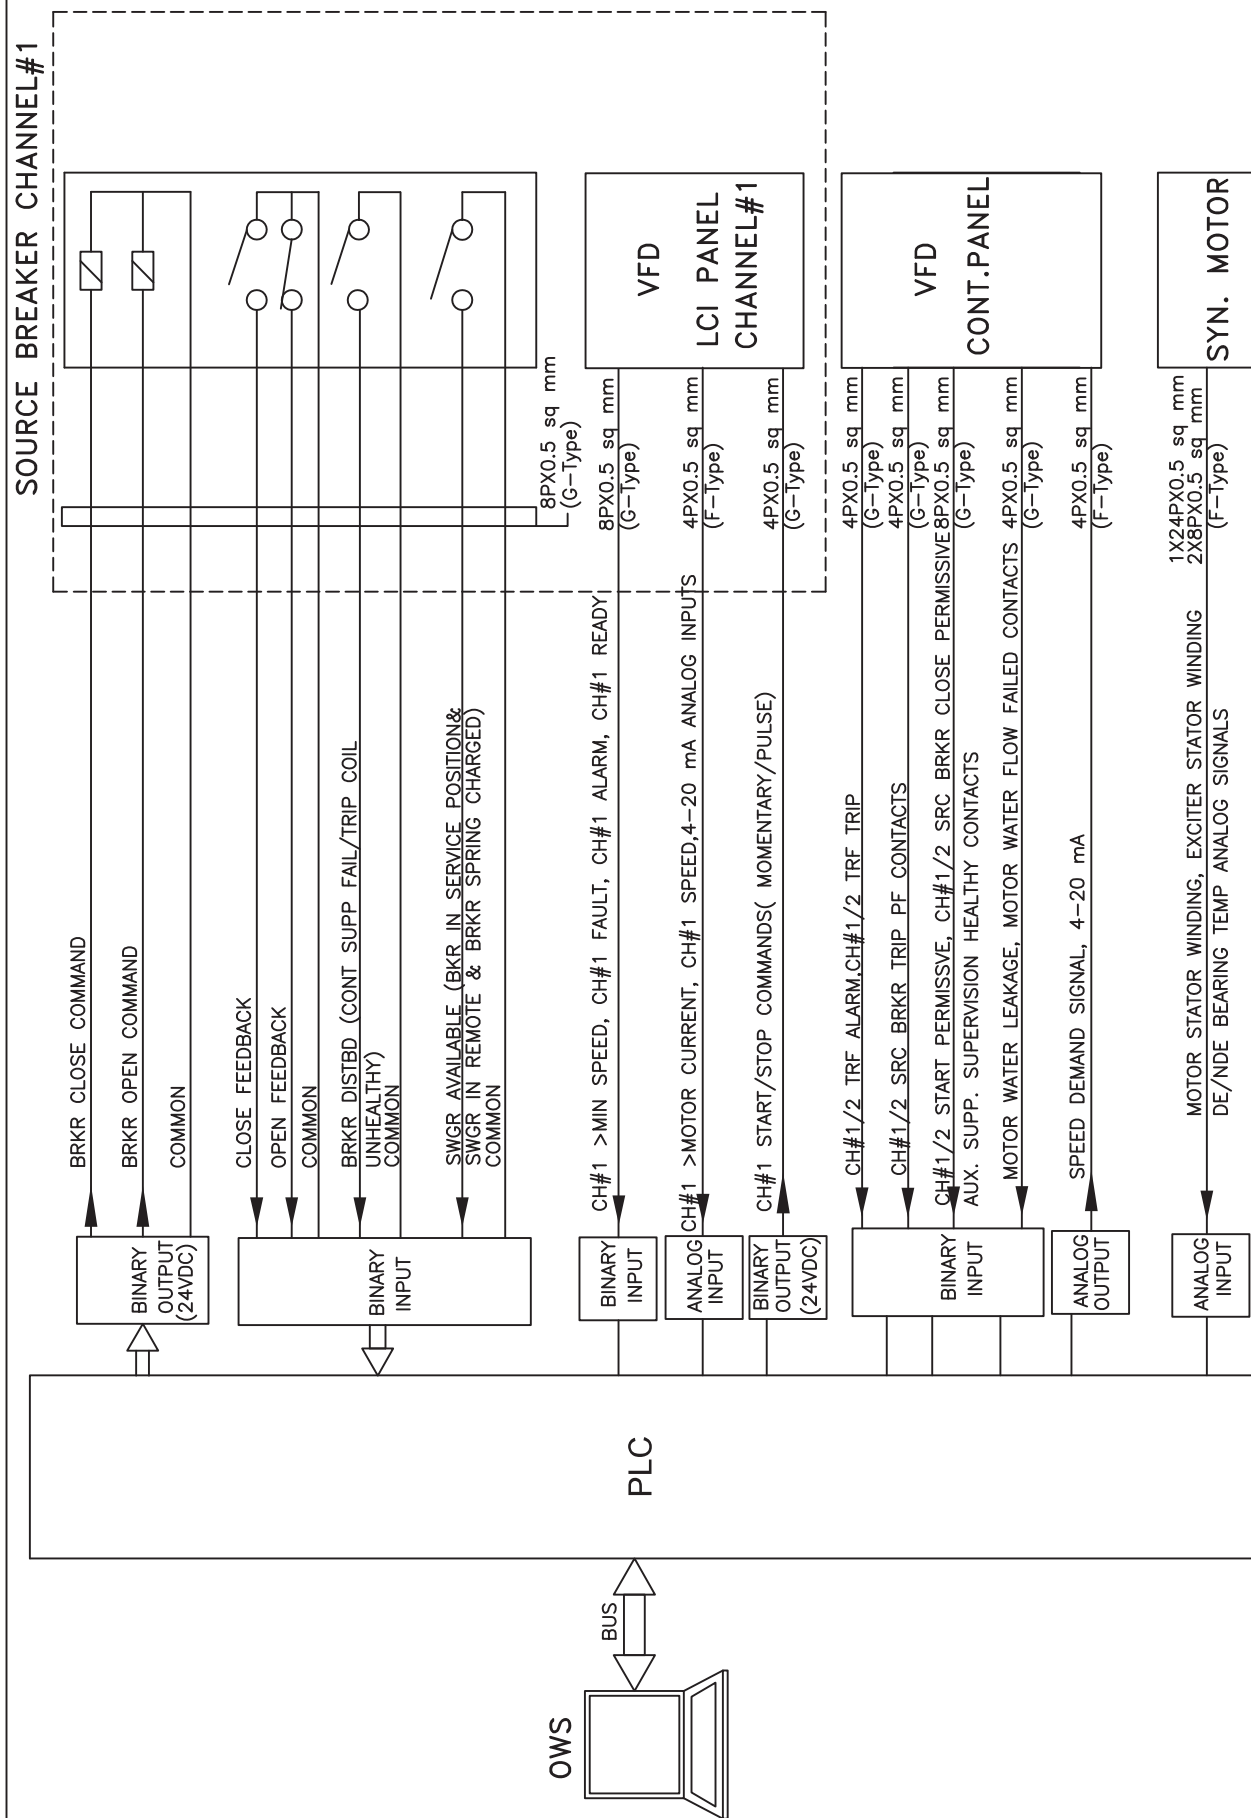 SOURCE BREAKER CHANNEL#1
BRKR CLOSE COMMAND
BRKR OPEN COMMAND
COMMON
BINARY
OUTPUT
(24VDC)
CLOSE FEEDBACK
OPEN FEEDBACK
COMMON
BRKR DISTBD (CONT SUPP FAIL/TRIP COIL
UNHEALTHY)
COMMON
SWGR AVAILABLE (BKR IN SERVICE POSITION&
SWGR IN REMOTE & BRKR SPRING CHARGED)
COMMON
BINARY
INPUT
8PX0.5 sq mm
(G-Type)
VFD
LCI PANEL
CHANNEL#1
8PX0.5 sq mm
(G-Type)
CH#1 >MIN SPEED, CH#1 FAULT, CH#1 ALARM, CH#1 READY
BINARY
INPUT
4PX0.5 sq mm
(F-Type)
CH#1 >MOTOR CURRENT, CH#1 SPEED,4-20 mA ANALOG INPUTS
ANALOG
INPUT
4PX0.5 sq mm
(G-Type)
CH#1 START/STOP COMMANDS( MOMENTARY/PULSE)
BINARY
OUTPUT
(24VDC)
VFD
CONT.PANEL
4PX0.5 sq mm
(G-Type)
CH#1/2 TRF ALARM,CH#1/2 TRF TRIP
4PX0.5 sq mm
(G-Type)
CH#1/2 SRC BRKR TRIP PF CONTACTS
8PX0.5 sq mm
(G-Type)
CH#1/2 START PERMISSVE, CH#1/2 SRC BRKR CLOSE PERMISSIVE
AUX. SUPP. SUPERVISION HEALTHY CONTACTS
4PX0.5 sq mm
(G-Type)
MOTOR WATER LEAKAGE, MOTOR WATER FLOW FAILED CONTACTS
BINARY
INPUT
4PX0.5 sq mm
(F-Type)
SPEED DEMAND SIGNAL, 4-20 mA
ANALOG
OUTPUT
SYN. MOTOR
1X24PX0.5 sq mm
2X8PX0.5 sq mm
(F-Type)
MOTOR STATOR WINDING, EXCITER STATOR WINDING
DE/NDE BEARING TEMP ANALOG SIGNALS
ANALOG
INPUT
PLC
BUS
OWS